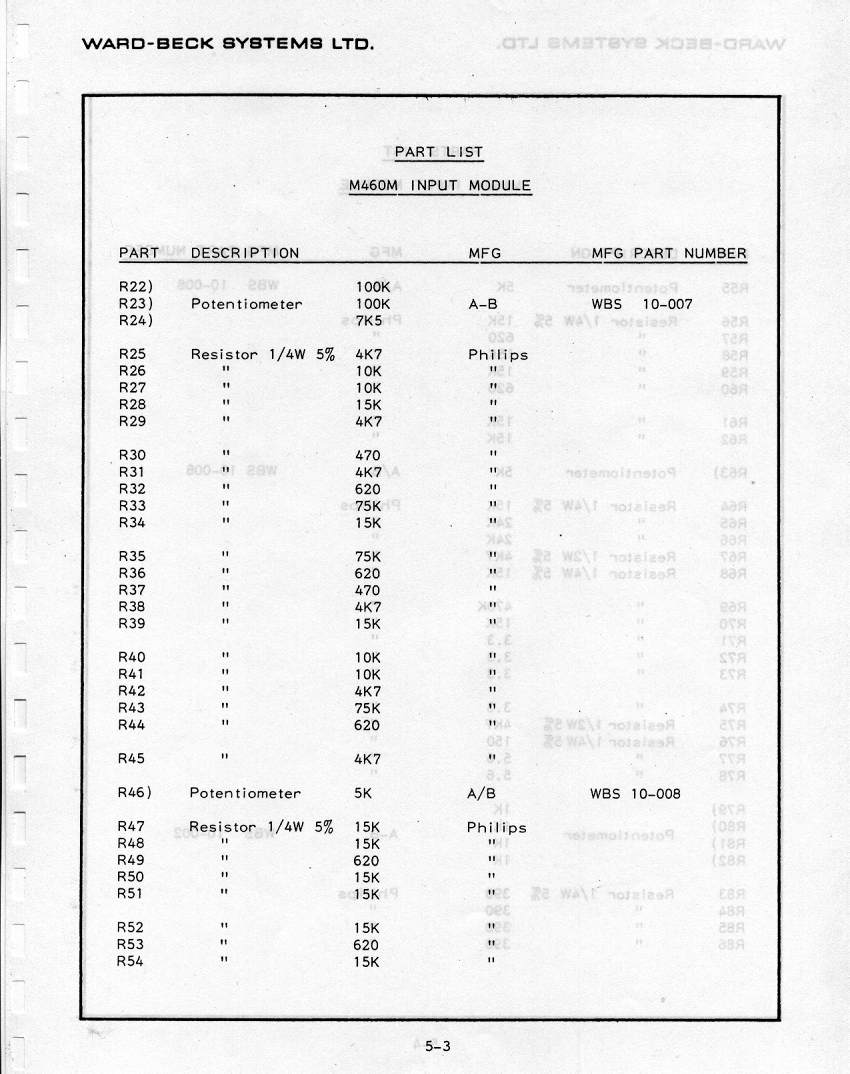 WARD-BECK SYSTEMS LTD.
PART LIST
M460M INPUT MODULE
PART DESCRIPTION MFG MFG PART NUMBER
R22) 100K
R23) Potentiometer 100K A-B WBS 10-007
R24) 7K5
R25 Resistor 1/4W 5% 4K7 Philips
R26 " 10K "
R27 " 10K "
R28 " 15K "
R29 " 4K7 "
R30 " 470 "
R31 " 4K7 "
R32 " 620 "
R33 " 75K "
R34 " 15K "
R35 " 75K "
R36 " 620 "
R37 " 470 "
R38 " 4K7 "
R39 " 15K "
R40 " 10K "
R41 " 10K "
R42 " 4K7 "
R43 " 75K "
R44 " 620 "
R45 " 4K7 "
R46) Potentiometer 5K A/B WBS 10-008
R47 Resistor 1/4W 5% 15K Philips
R48 " 15K "
R49 " 620 "
R50 " 15K "
R51 " 15K "
R52 " 15K "
R53 " 620 "
R54 " 15K "
5-3